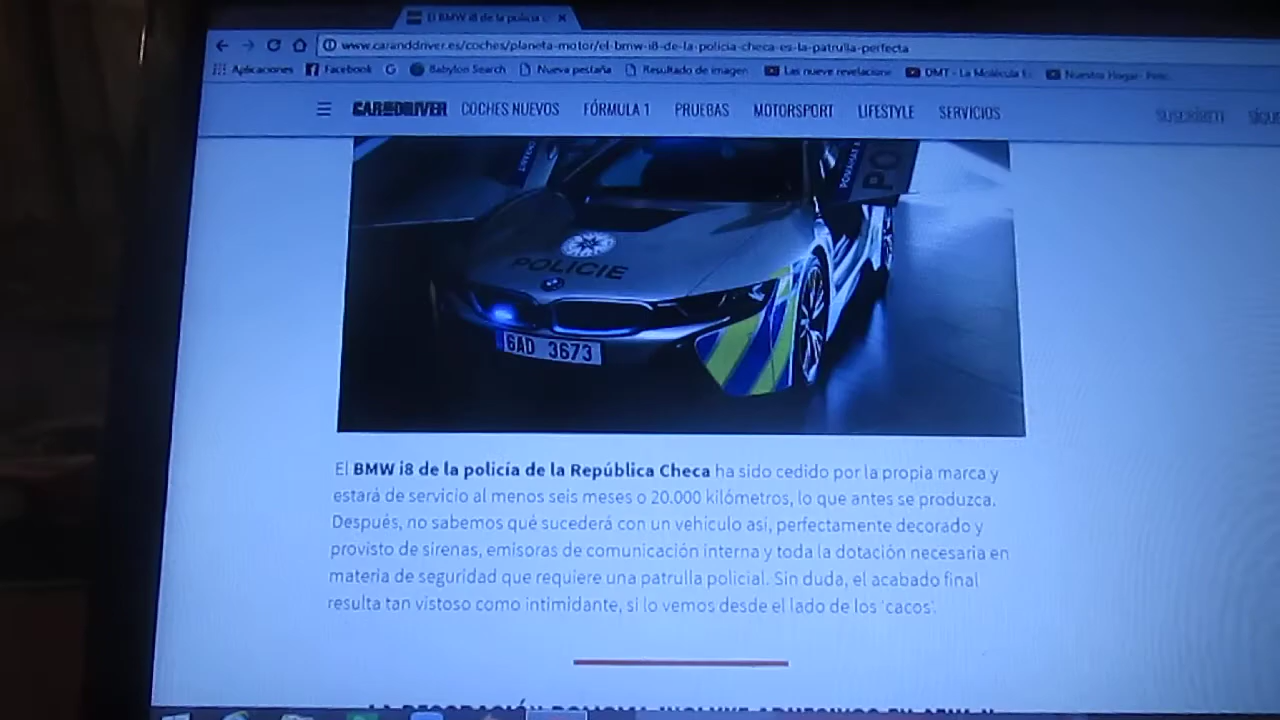 El BMW i8 de la policía
www.caranddriver.es/coches/planeta-motor/el-bmw-i8-de-la-policia-checa-es-la-patrulla-perfecta
Aplicaciones Facebook Babylon Search Nueva pestaña Resultado de imagen Las nueve revelacione DMT - La Molécula Nuestro Hogar-
CAR AND DRIVER COCHES NUEVOS FÓRMULA 1 PRUEBAS MOTORSPORT LIFESTYLE SERVICIOS
PO
POLICIE
6AD 3673
El BMW i8 de la policía de la República Checa ha sido cedido por la propia marca y
estará de servicio al menos seis meses o 20.000 kilómetros, lo que antes se produzca.
Después, no sabemos qué sucederá con un vehículo así, perfectamente decorado y
provisto de sirenas, emisoras de comunicación interna y toda la dotación necesaria en
materia de seguridad que requiere una patrulla policial. Sin duda, el acabado final
resulta tan vistoso como intimidante, si lo vemos desde el lado de los 'cacos'.